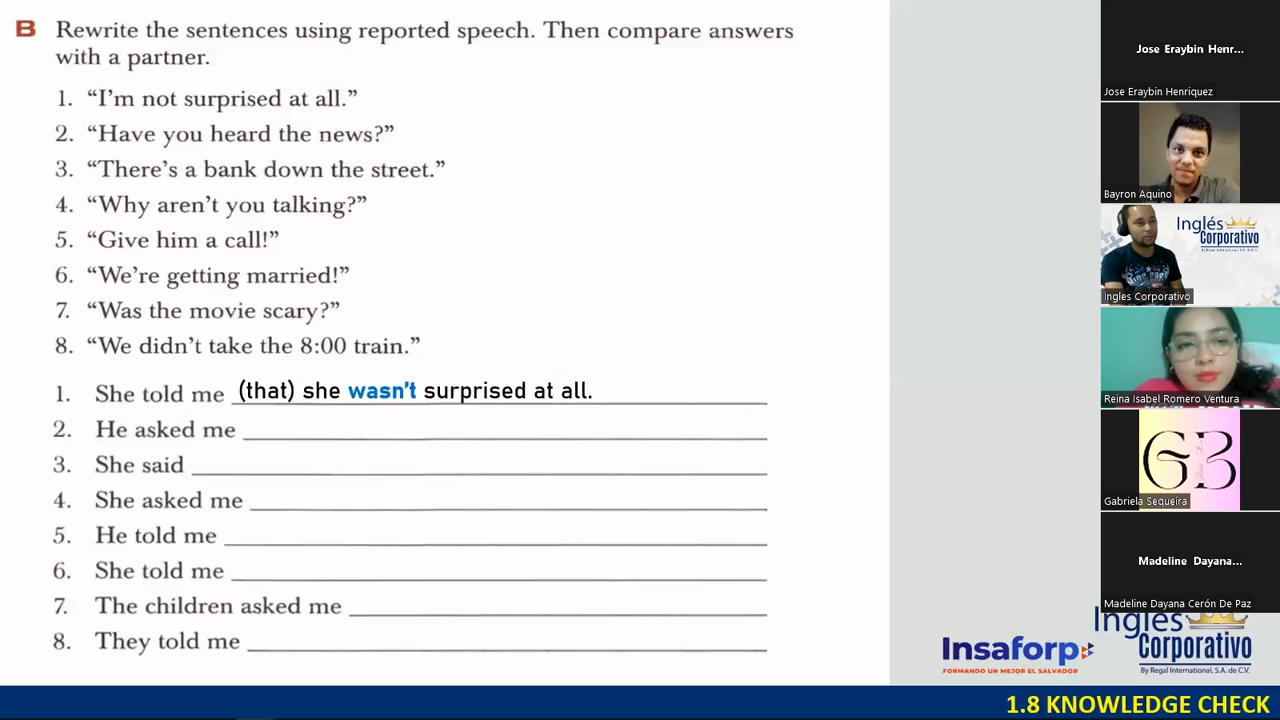 B Rewrite the sentences using reported speech. Then compare answers
with a partner.
1. “I’m not surprised at all.”
2. “Have you heard the news?”
3. “There’s a bank down the street.”
4. “Why aren’t you talking?”
5. “Give him a call!”
6. “We’re getting married!”
7. “Was the movie scary?”
8. “We didn’t take the 8:00 train.”
1. She told me (that) she wasn’t surprised at all.
2. He asked me
3. She said
4. She asked me
5. He told me
6. She told me
7. The children asked me
8. They told me
Jose Eraybin Henr...
Jose Eraybin Henriquez
Bayron Aquino
Inglés
Corporativo
By Regal International, S.A. de C.V.
Ingles Corporativo
Reina Isabel Romero Ventura
GB
Gabriela Sequeira
Madeline Dayana...
Madeline Dayana Cerón De Paz
Insaforp
FORMANDO UN MEJOR EL SALVADOR
Inglés
Corporativo
By Regal International, S.A. de C.V.
1.8 KNOWLEDGE CHECK